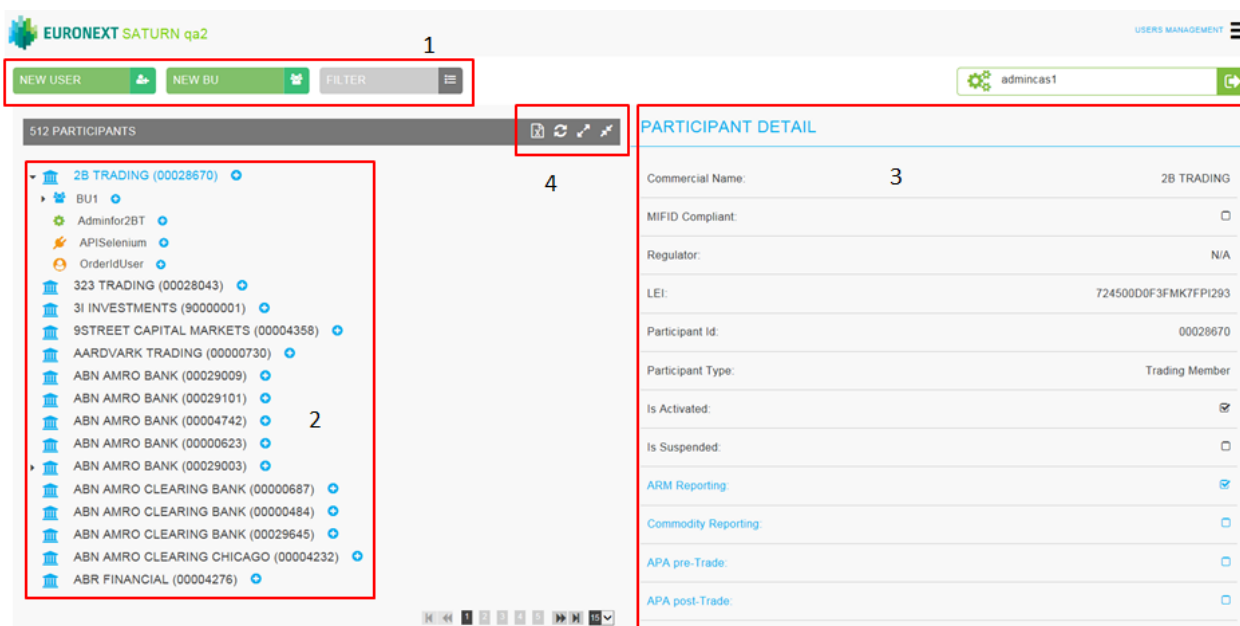 EURONEXT SATURN qa2
USERS MANAGEMENT
1
NEW USER
NEW BU
FILTER
admincas1
512 PARTICIPANTS
4
2B TRADING (00028670)
BU1
Adminfor2BT
APISelenium
OrderIdUser
323 TRADING (00028043)
3I INVESTMENTS (90000001)
9STREET CAPITAL MARKETS (00004358)
AARDVARK TRADING (00000730)
ABN AMRO BANK (00029009)
ABN AMRO BANK (00029101)
ABN AMRO BANK (00004742)
2
ABN AMRO BANK (00000623)
ABN AMRO BANK (00029003)
ABN AMRO CLEARING BANK (00000687)
ABN AMRO CLEARING BANK (00000484)
ABN AMRO CLEARING BANK (00029645)
ABN AMRO CLEARING CHICAGO (00004232)
ABR FINANCIAL (00004276)
1 2 3 4 5 15
PARTICIPANT DETAIL
3
Commercial Name: 2B TRADING
MIFID Compliant:
Regulator: N/A
LEI: 724500D0F3FMK7FPI293
Participant Id: 00028670
Participant Type: Trading Member
Is Activated:
Is Suspended:
ARM Reporting:
Commodity Reporting:
APA pre-Trade:
APA post-Trade: